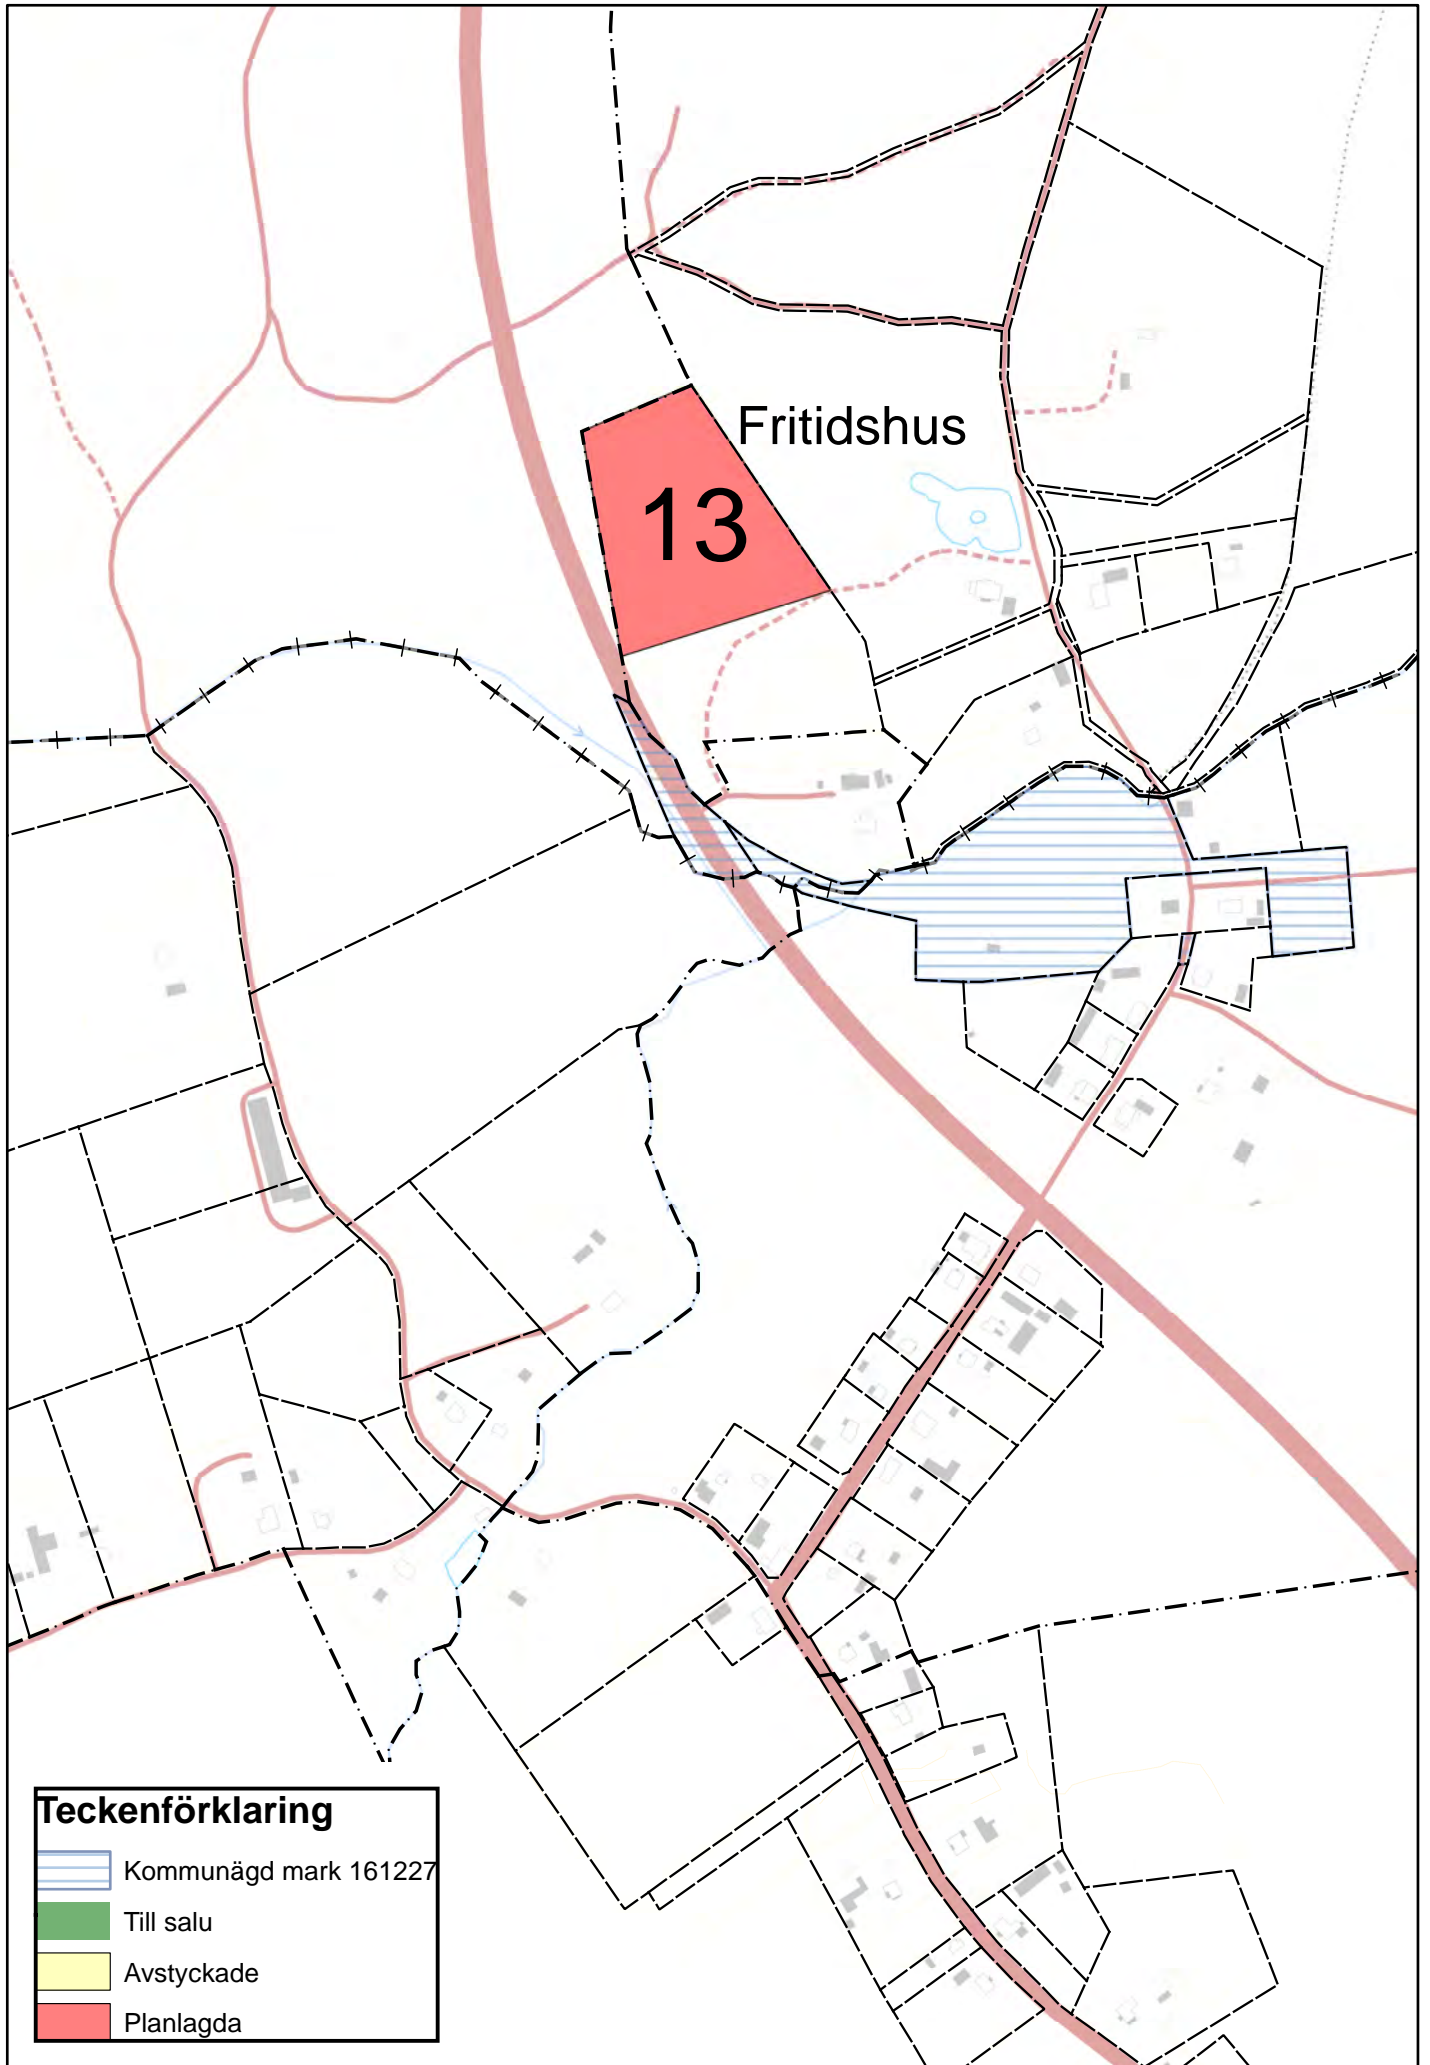 Fritidshus
13
Teckenförklaring
Kommunägd mark 161227
Till salu
Avstyckade
Planlagda